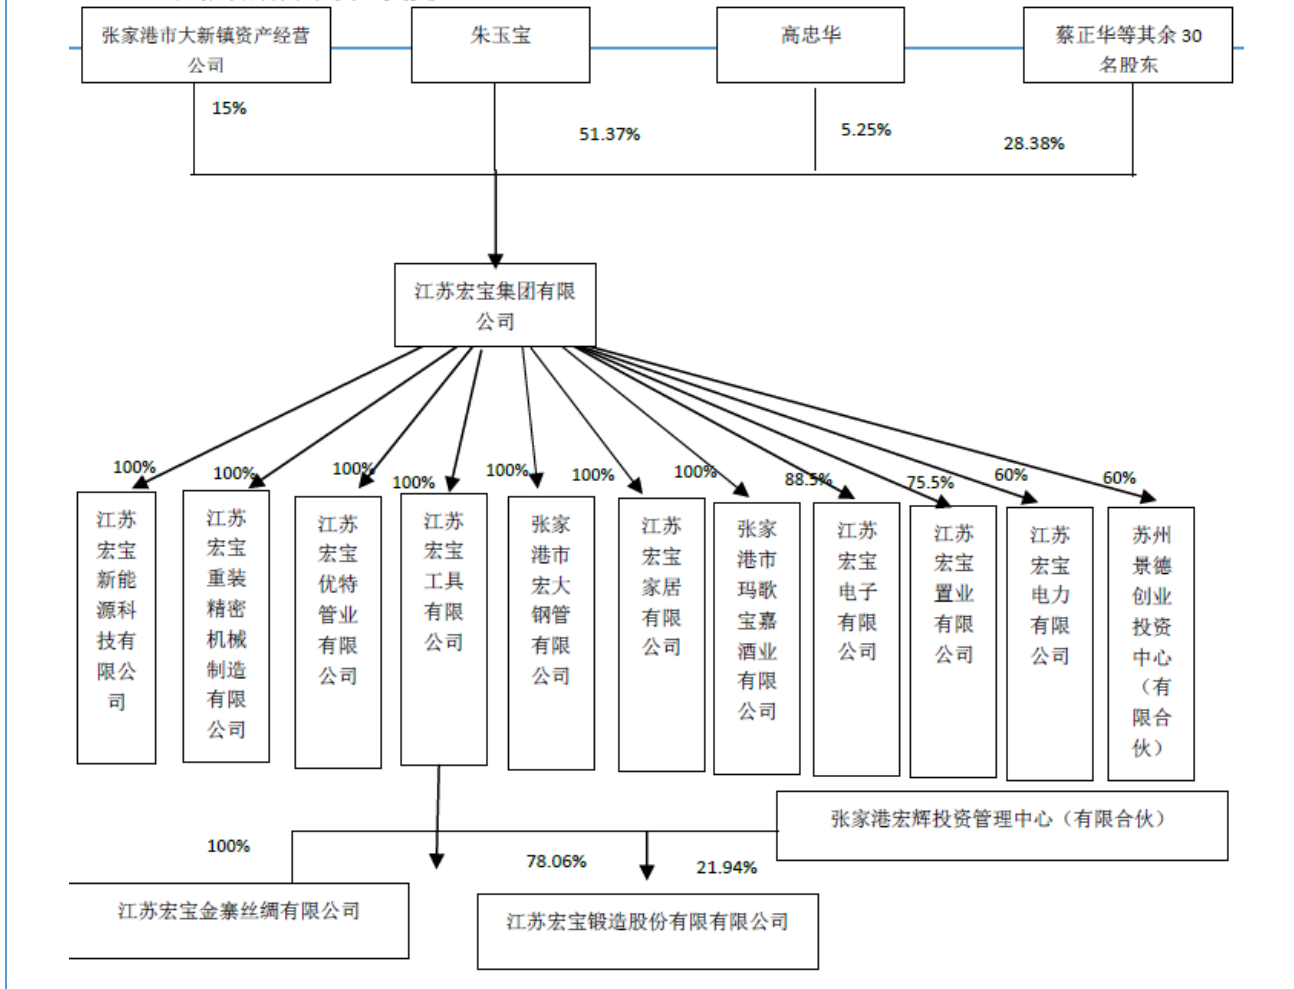 张家港市大新镇资产经营
公司
朱玉宝
高忠华
蔡正华等其余 30
名股东
15%
51.37%
5.25%
28.38%
江苏宏宝集团有限
公司
100%
100%
100%
100%
100%
100%
100%
88.5%
75.5%
60%
60%
江苏
宏宝
新能
源科
技有
限公
司
江苏
宏宝
重装
精密
机械
制造
有限
公司
江苏
宏宝
优特
管业
有限
公司
江苏
宏宝
工具
有限
公司
张家
港市
宏大
钢管
有限
公司
江苏
宏宝
家居
有限
公司
张家
港市
玛歌
宝嘉
酒业
有限
公司
江苏
宏宝
电子
有限
公司
江苏
宏宝
置业
有限
公司
江苏
宏宝
电力
有限
公司
苏州
景德
创业
投资
中心
（有
限合
伙）
张家港宏辉投资管理中心（有限合伙）
100%
78.06%
21.94%
江苏宏宝金寨丝绸有限公司
江苏宏宝锻造股份有限有限公司